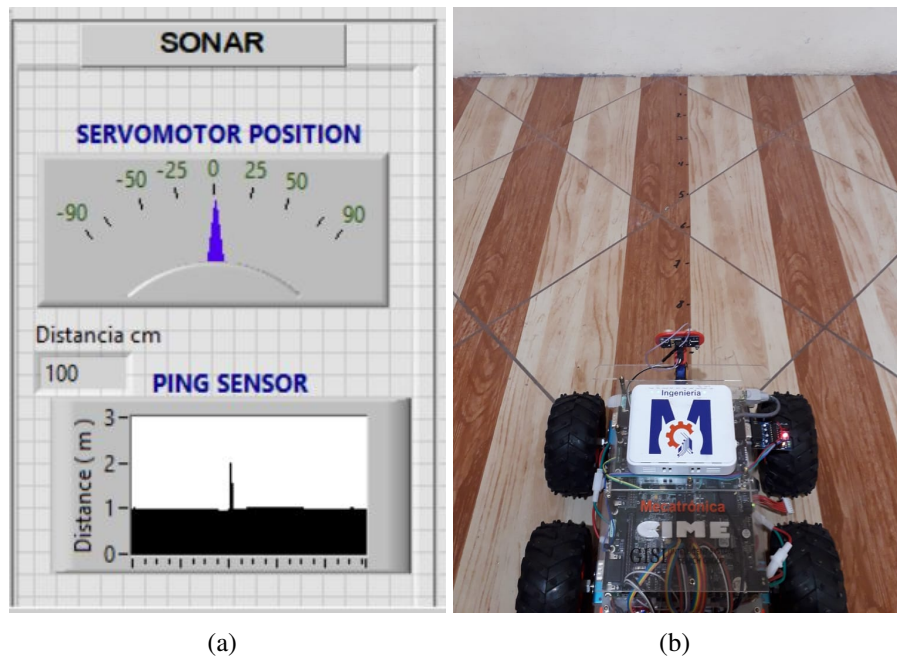 SONAR
SERVOMOTOR POSITION
-90 -50 -25 0 25 50 90
Distancia cm
100
PING SENSOR
Distance ( m )
3
2
1
0
Ingeniería
M
Mecatrónica
CIME
(a)
(b)